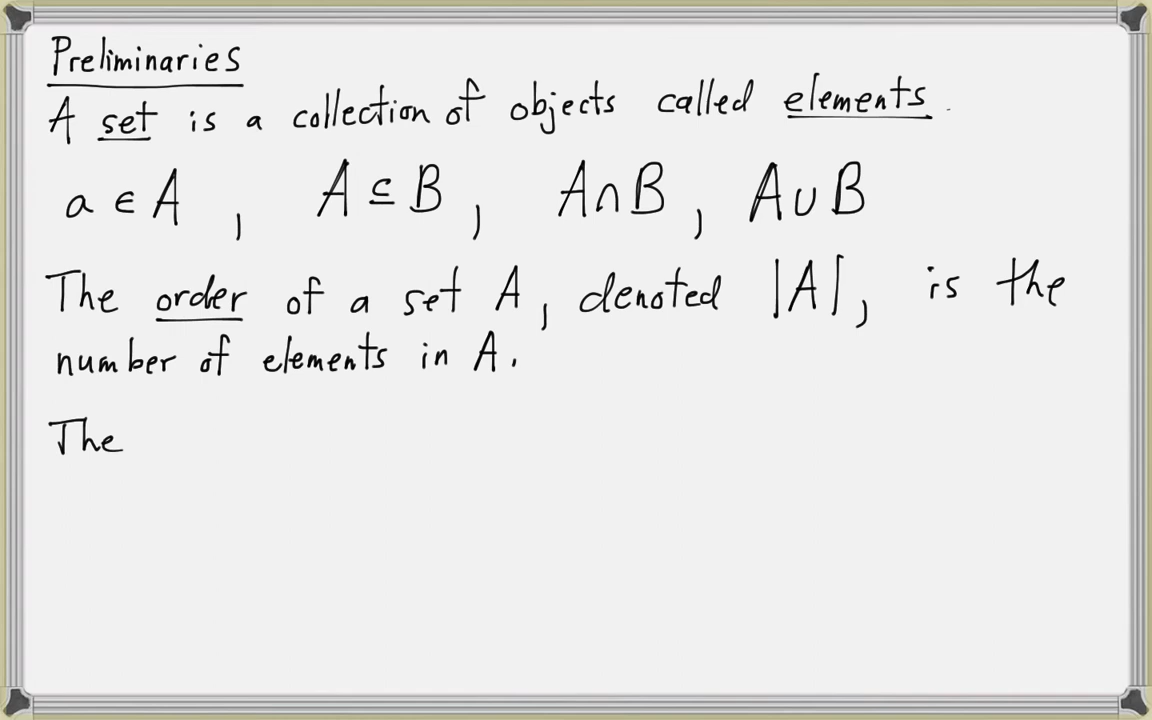 Preliminaries
A set is a collection of objects called elements.
a ∈ A , A ⊆ B , A ∩ B , A ∪ B
The order of a set A, denoted |A|, is the
number of elements in A.
The